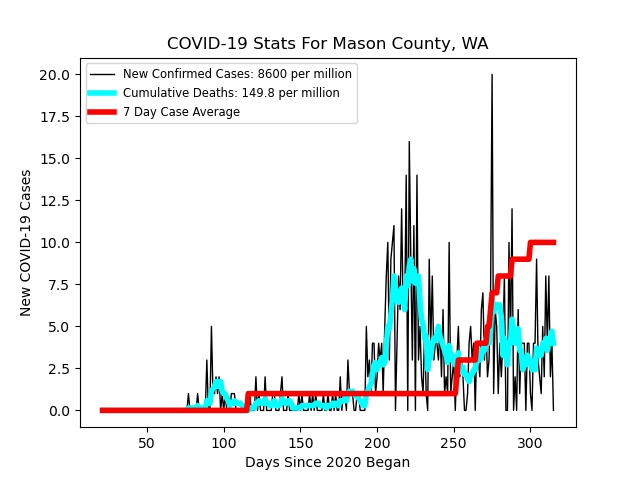 COVID-19 Stats For Mason County, WA
New Confirmed Cases: 8600 per million
Cumulative Deaths: 149.8 per million
7 Day Case Average
New COVID-19 Cases
20.0
17.5
15.0
12.5
10.0
7.5
5.0
2.5
0.0
50
100
150
200
250
300
Days Since 2020 Began